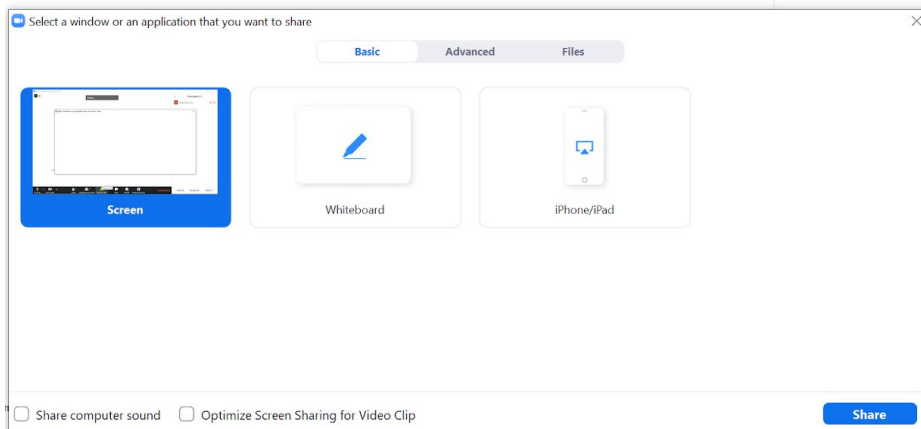 Select a window or an application that you want to share
Basic Advanced Files
Screen Whiteboard iPhone/iPad
Share computer sound Optimize Screen Sharing for Video Clip Share